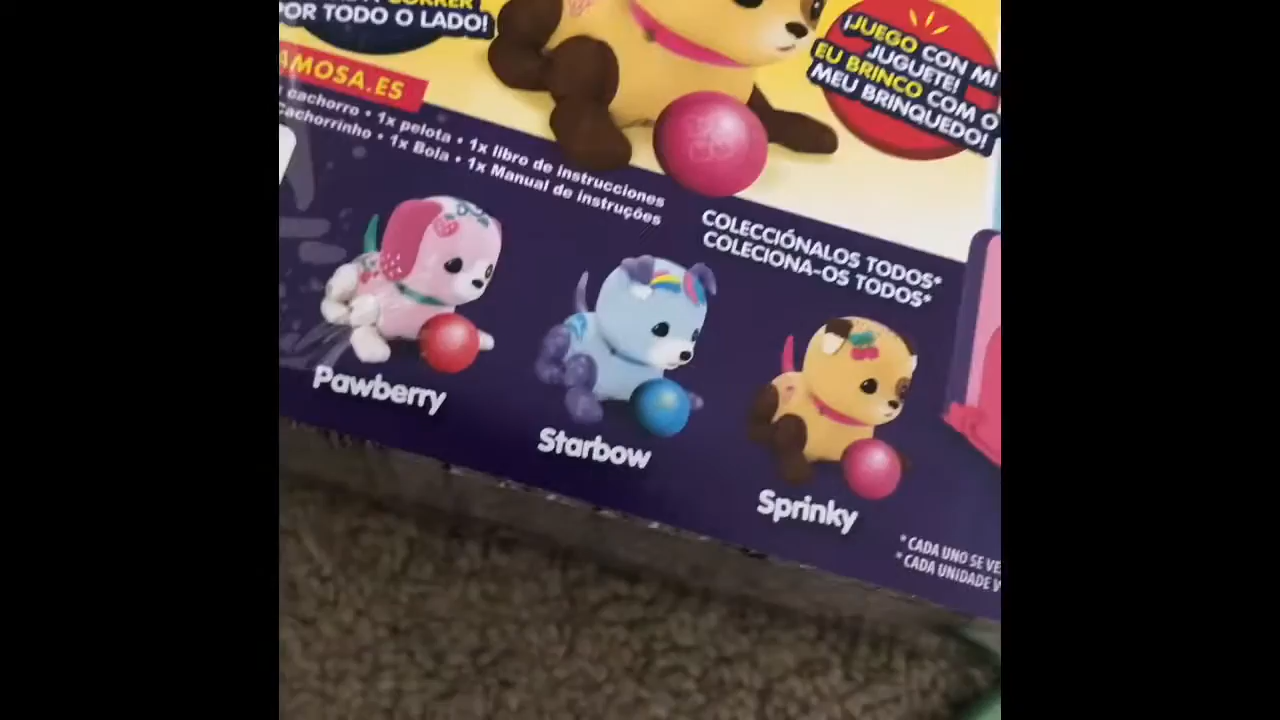 CORRER
POR TODO O LADO!
¡JUEGO CON MI
JUGUETE!
EU BRINCO COM O
MEU BRINQUEDO!
AMOSA.ES
cachorro • 1x pelota • 1x libro de instrucciones
Cachorrinho • 1x Bola • 1x Manual de instruções
COLECCIÓNALOS TODOS*
COLECIONA-OS TODOS*
Pawberry
Starbow
Sprinky
* CADA UNO SE VE
* CADA UNIDADE V